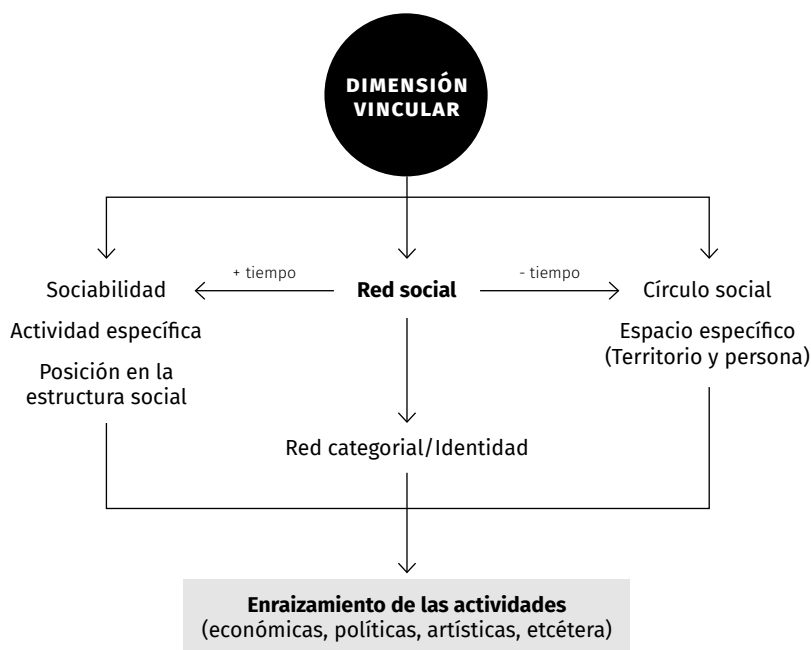 DIMENSIÓN
VINCULAR
+ tiempo
- tiempo
Sociabilidad
Red social
Círculo social
Actividad específica
Espacio específico
(Territorio y persona)
Posición en la
estructura social
Red categorial/Identidad
Enraizamiento de las actividades
(económicas, políticas, artísticas, etcétera)